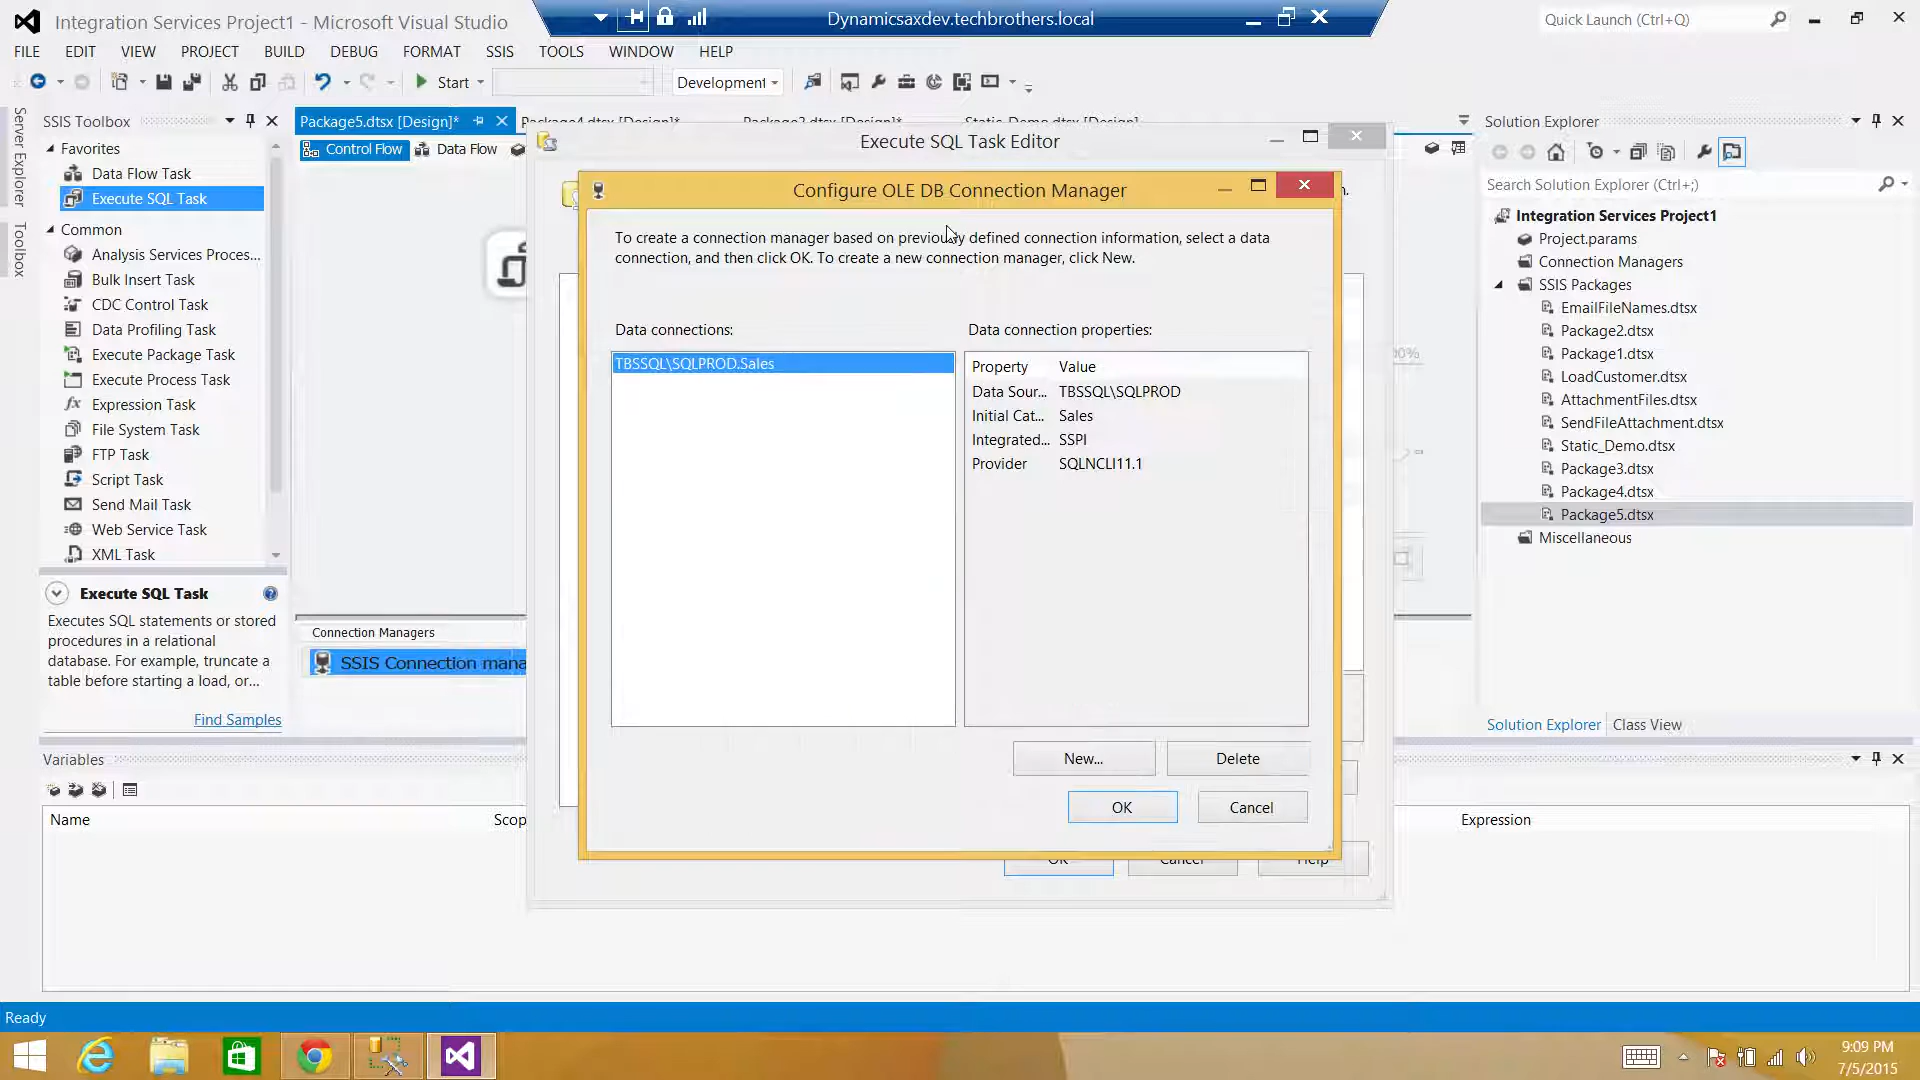 Integration Services Project1 - Microsoft Visual Studio
Dynamicsaxdev.techbrothers.local
Quick Launch (Ctrl+Q)
FILE EDIT VIEW PROJECT BUILD DEBUG FORMAT SSIS TOOLS WINDOW HELP
Start
Development
Server Explorer
Toolbox
SSIS Toolbox
Favorites
Data Flow Task
Execute SQL Task
Common
Analysis Services Proces...
Bulk Insert Task
CDC Control Task
Data Profiling Task
Execute Package Task
Execute Process Task
Expression Task
File System Task
FTP Task
Script Task
Send Mail Task
Web Service Task
XML Task
Execute SQL Task
Executes SQL statements or stored
procedures in a relational
database. For example, truncate a
table before starting a load, or...
Find Samples
Package5.dtsx [Design]*
Control Flow
Data Flow
Connection Managers
SSIS Connection mana
Execute SQL Task Editor
Configure OLE DB Connection Manager
To create a connection manager based on previously defined connection information, select a data
connection, and then click OK. To create a new connection manager, click New.
Data connections:
TBSSQL\SQLPROD.Sales
Data connection properties:
Property Value
Data Sour... TBSSQL\SQLPROD
Initial Cat... Sales
Integrated... SSPI
Provider SQLNCLI11.1
New... Delete
OK Cancel
OK Cancel Help
Solution Explorer
Search Solution Explorer (Ctrl+;)
Integration Services Project1
Project.params
Connection Managers
SSIS Packages
EmailFileNames.dtsx
Package2.dtsx
Package1.dtsx
LoadCustomer.dtsx
AttachmentFiles.dtsx
SendFileAttachment.dtsx
Static_Demo.dtsx
Package3.dtsx
Package4.dtsx
Package5.dtsx
Miscellaneous
Solution Explorer Class View
Variables
Name Scop Expression
Ready
9:09 PM
7/5/2015